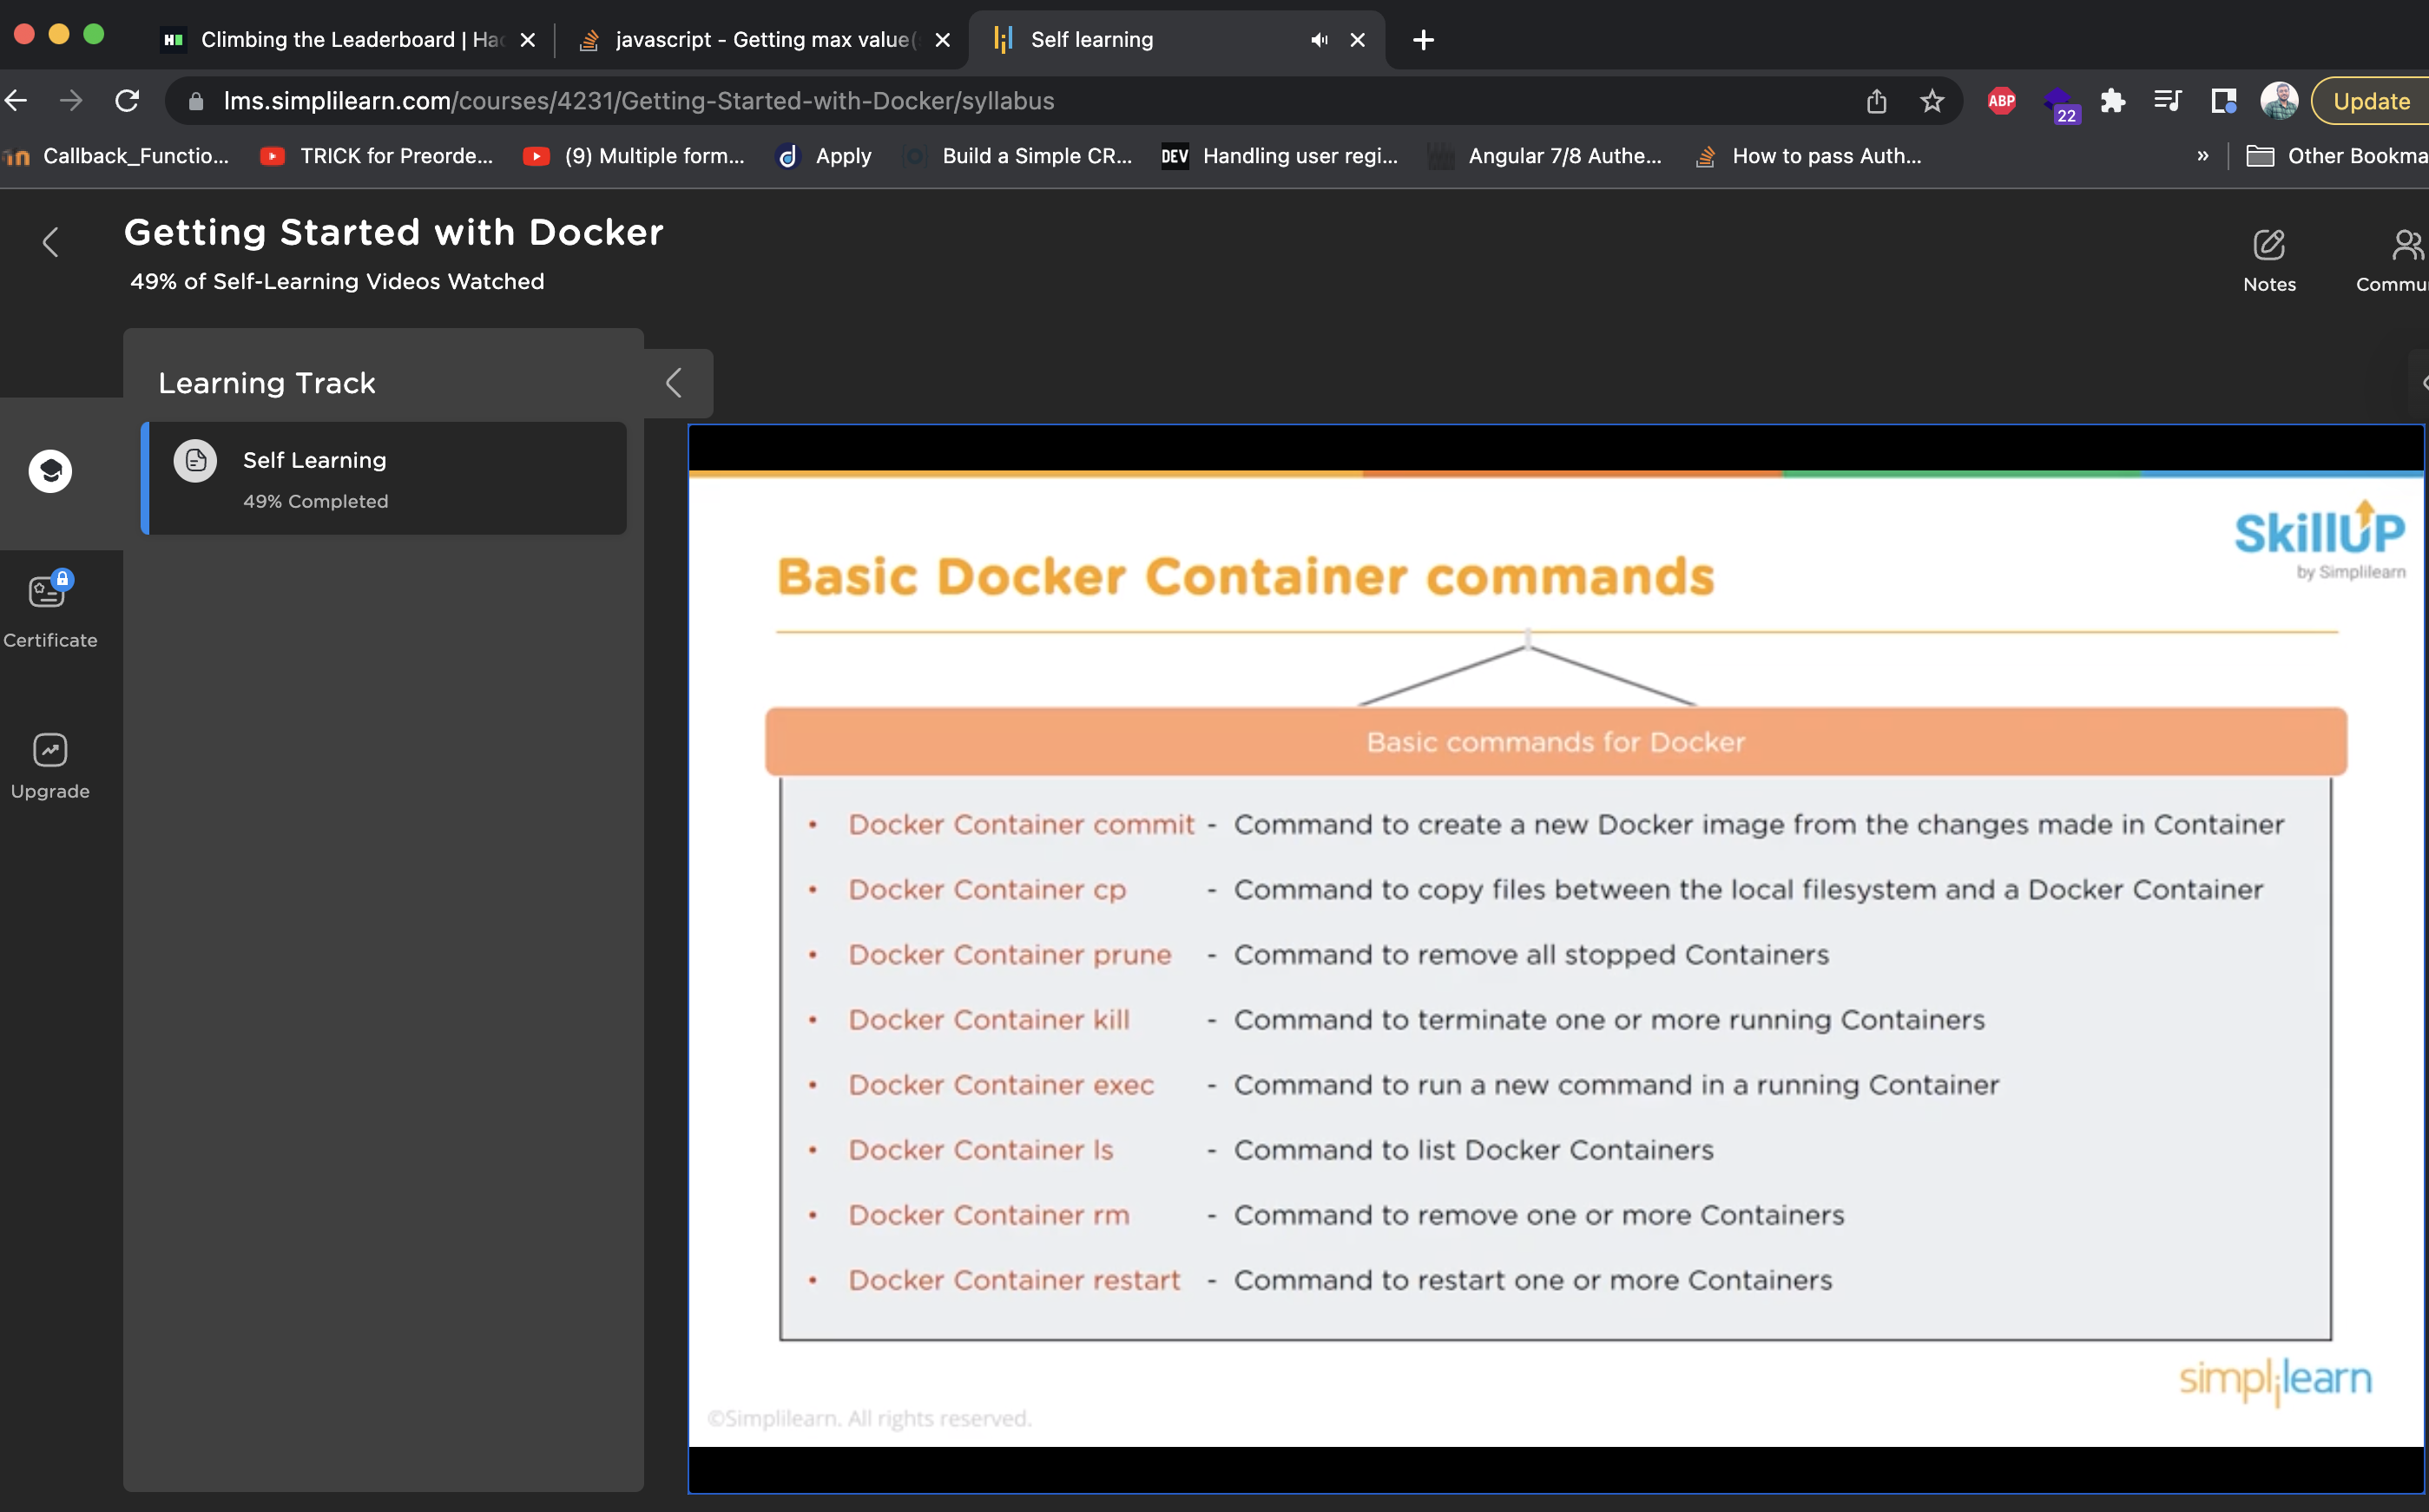 Climbing the Leaderboard | Hac
javascript - Getting max value(
Self learning
lms.simplilearn.com/courses/4231/Getting-Started-with-Docker/syllabus
ABP
22
Update
in Callback_Functio...
TRICK for Preorde...
(9) Multiple form...
Apply
Build a Simple CR...
DEV Handling user regi...
Angular 7/8 Authe...
How to pass Auth...
»
Other Bookma
Getting Started with Docker
49% of Self-Learning Videos Watched
Notes
Commu
Learning Track
Self Learning
49% Completed
Certificate
Upgrade
SkillUP
by Simplilearn
Basic Docker Container commands
Basic commands for Docker
• Docker Container commit - Command to create a new Docker image from the changes made in Container
• Docker Container cp - Command to copy files between the local filesystem and a Docker Container
• Docker Container prune - Command to remove all stopped Containers
• Docker Container kill - Command to terminate one or more running Containers
• Docker Container exec - Command to run a new command in a running Container
• Docker Container ls - Command to list Docker Containers
• Docker Container rm - Command to remove one or more Containers
• Docker Container restart - Command to restart one or more Containers
simplilearn
©Simplilearn. All rights reserved.